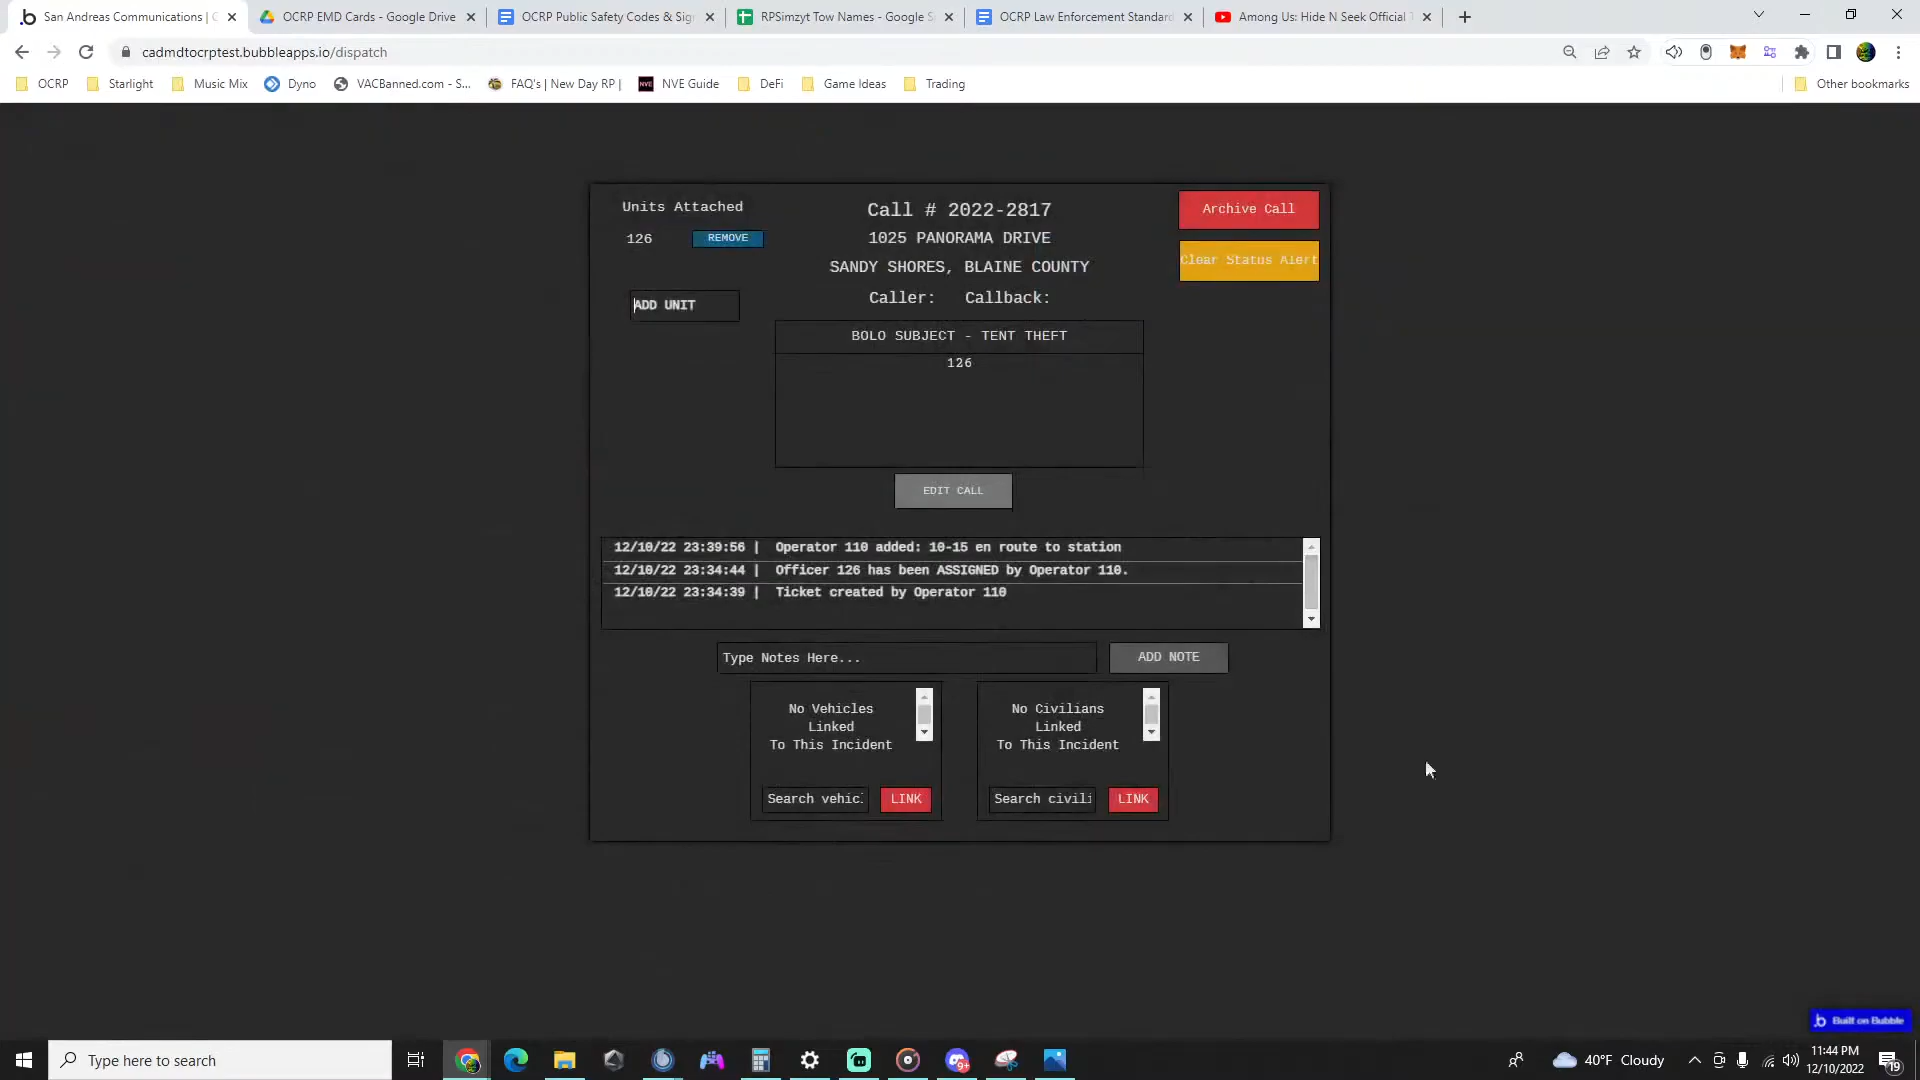 San Andreas Communications |
OCRP EMD Cards - Google Drive
OCRP Public Safety Codes & Sig
RPSimzyt Tow Names - Google S
OCRP Law Enforcement Standard
Among Us: Hide N Seek Official T
cadmdtocrptest.bubbleapps.io/dispatch
OCRP
Starlight
Music Mix
Dyno
VACBanned.com - S...
FAQ's | New Day RP |
NVE Guide
DeFi
Game Ideas
Trading
Other bookmarks
Units Attached
126
REMOVE
ADD UNIT
Call # 2022-2817
1025 PANORAMA DRIVE
SANDY SHORES, BLAINE COUNTY
Caller: Callback:
Archive Call
Clear Status Alert
BOLO SUBJECT - TENT THEFT
126
EDIT CALL
12/10/22 23:39:56 | Operator 110 added: 10-15 en route to station
12/10/22 23:34:44 | Officer 126 has been ASSIGNED by Operator 110.
12/10/22 23:34:39 | Ticket created by Operator 110
Type Notes Here...
ADD NOTE
No Vehicles
Linked
To This Incident
Search vehic
LINK
No Civilians
Linked
To This Incident
Search civili
LINK
Built on Bubble
Type here to search
9+
40°F Cloudy
11:44 PM
12/10/2022
19